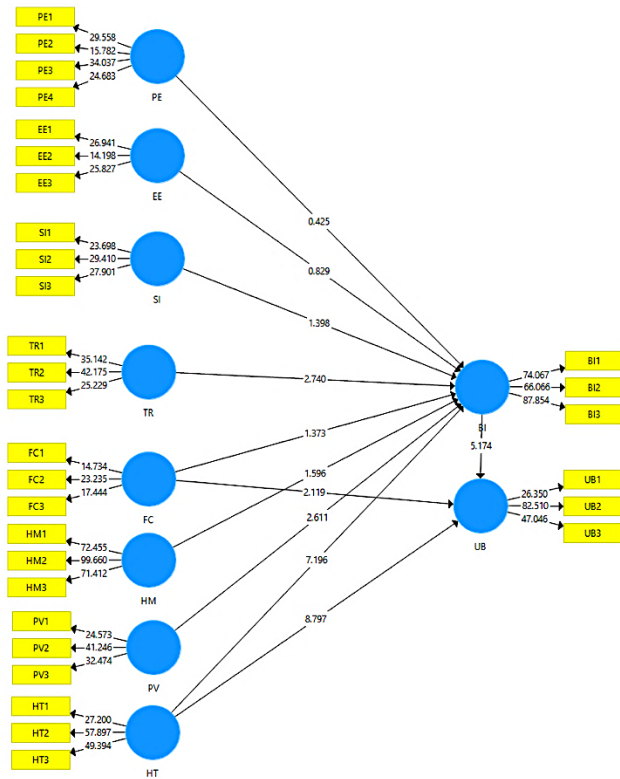 PE1
29.558
PE2
15.782
PE3
34.037
PE4
24.683
PE
EE1
26.941
EE2
14.198
EE3
25.827
EE
SI1
23.698
SI2
29.410
SI3
27.901
SI
TR1
35.142
TR2
42.175
TR3
25.229
TR
FC1
14.734
FC2
23.235
FC3
17.444
FC
HM1
72.455
HM2
99.660
HM3
71.412
HM
PV1
24.573
PV2
41.246
PV3
32.474
PV
HT1
27.200
HT2
57.897
HT3
49.394
HT
0.425
0.829
1.398
2.740
1.373
1.596
2.119
2.611
7.196
8.797
BI
5.174
UB
74.067
BI1
66.066
BI2
87.854
BI3
26.350
UB1
82.510
UB2
47.046
UB3